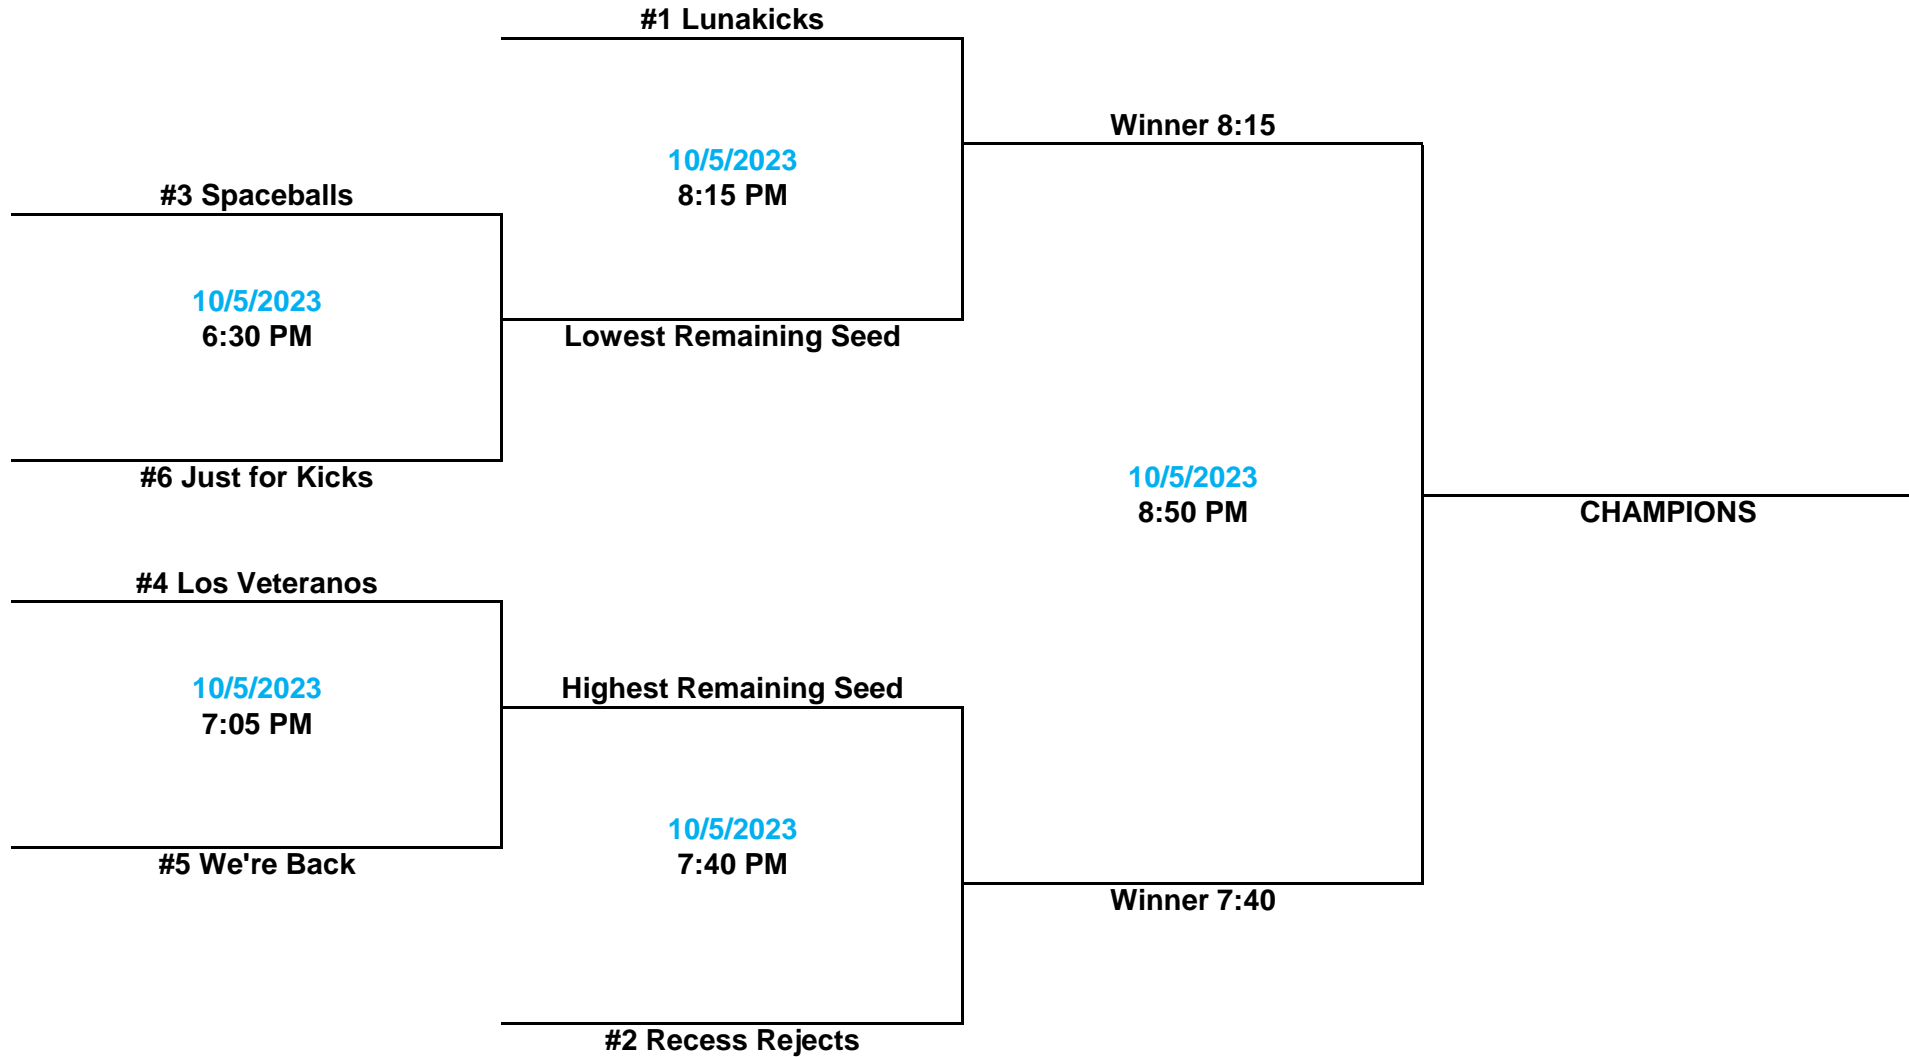 #1 Lunakicks
Winner 8:15
10/5/2023
8:15 PM
#3 Spaceballs
10/5/2023
6:30 PM
Lowest Remaining Seed
#6 Just for Kicks
10/5/2023
8:50 PM
CHAMPIONS
#4 Los Veteranos
10/5/2023
7:05 PM
Highest Remaining Seed
#5 We're Back
10/5/2023
7:40 PM
Winner 7:40
#2 Recess Rejects